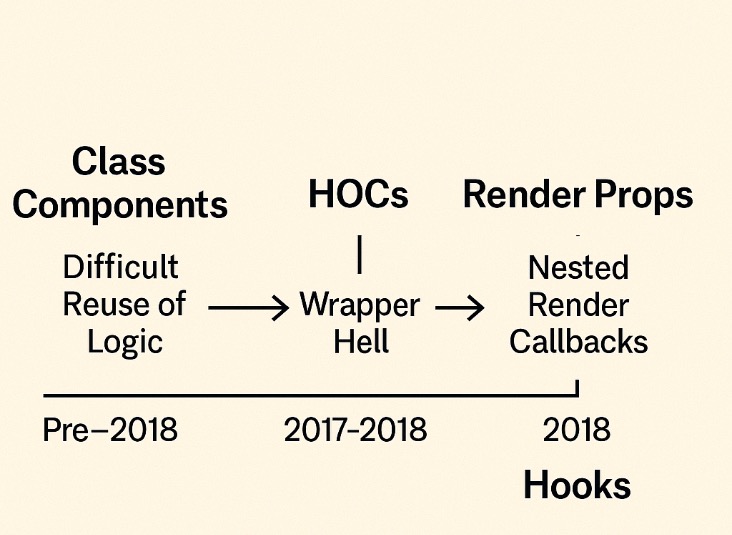 Class
Components
HOCs
Render Props
Difficult
Reuse of
Logic
Wrapper
Hell
Nested
Render
Callbacks
Pre–2018
2017–2018
2018
Hooks